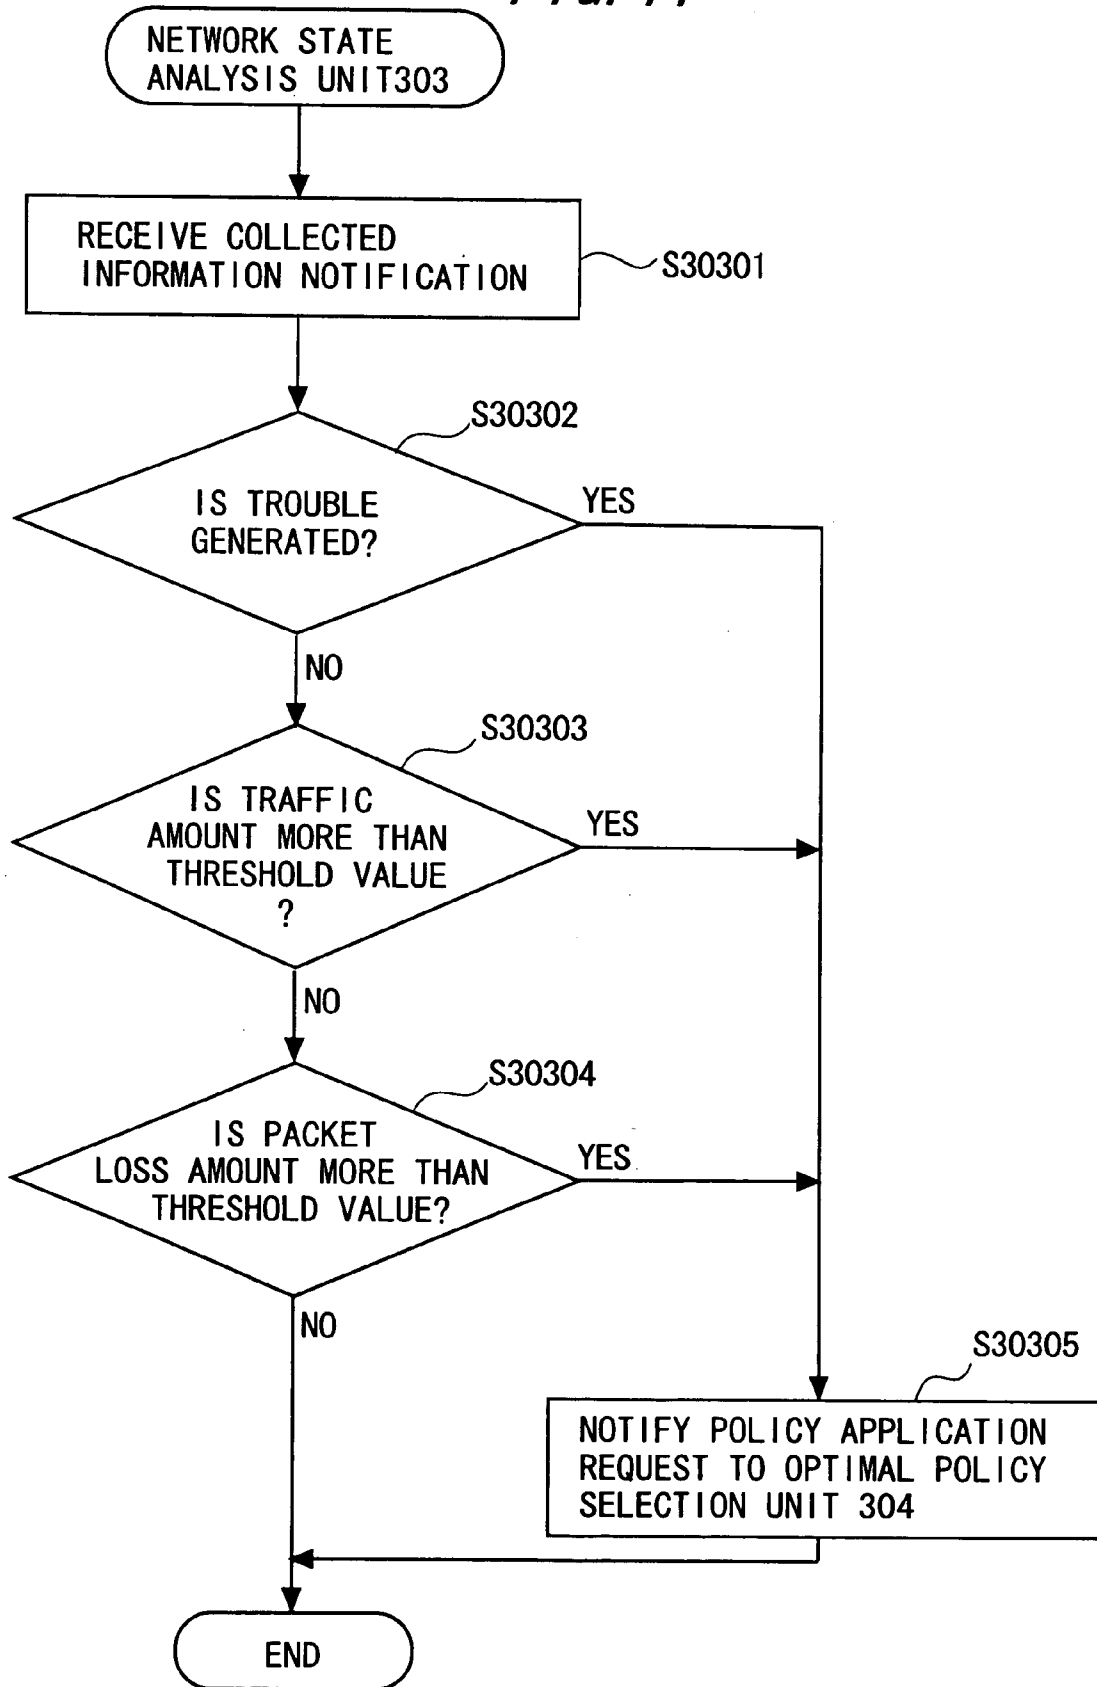 NETWORK STATE
ANALYSIS UNIT303
RECEIVE COLLECTED
INFORMATION NOTIFICATION
S30301
S30302
IS TROUBLE
GENERATED?
YES
NO
S30303
IS TRAFFIC
AMOUNT MORE THAN
THRESHOLD VALUE
?
YES
NO
S30304
IS PACKET
LOSS AMOUNT MORE THAN
THRESHOLD VALUE?
YES
NO
S30305
NOTIFY POLICY APPLICATION
REQUEST TO OPTIMAL POLICY
SELECTION UNIT 304
END